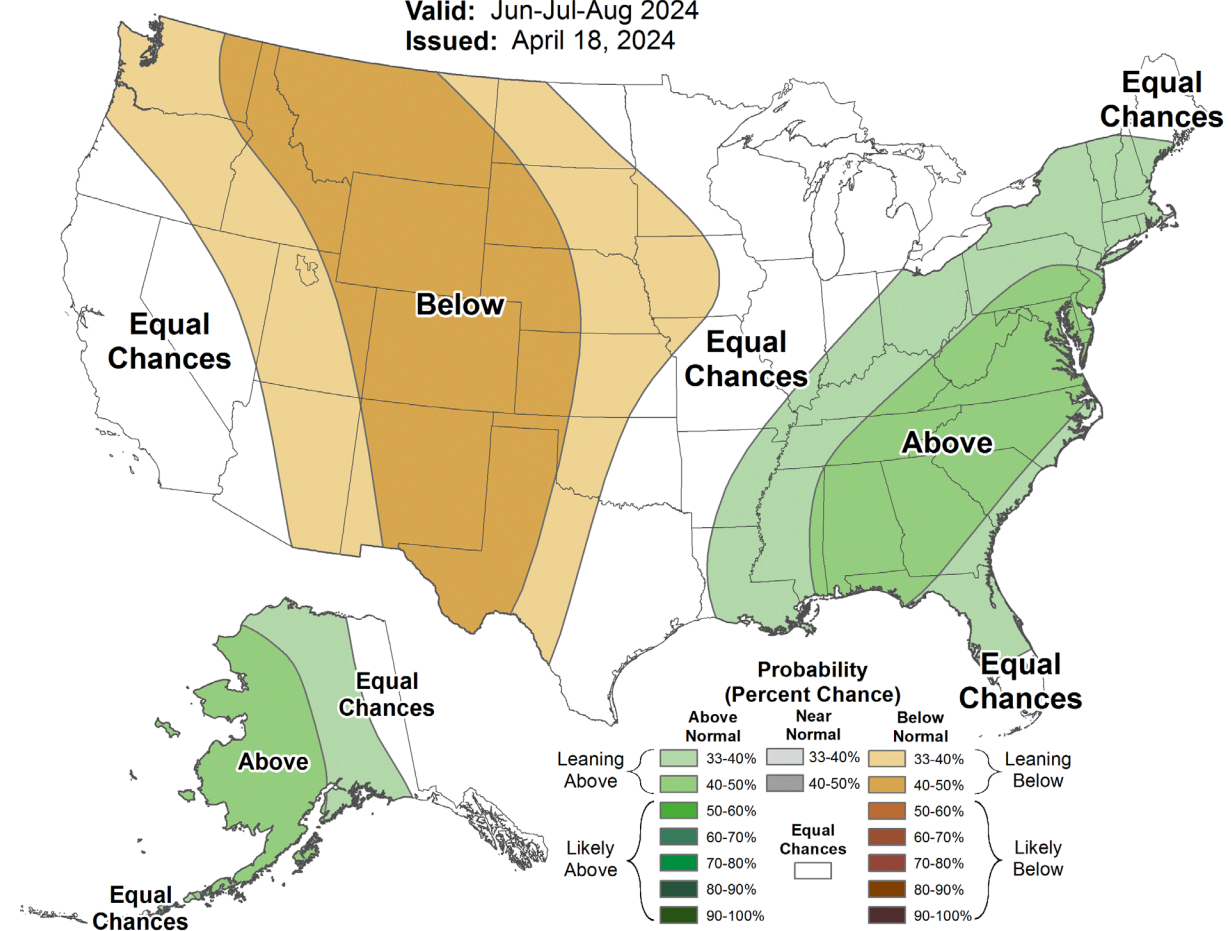 Valid: Jun-Jul-Aug 2024
Issued: April 18, 2024
Equal
Chances
Below
Equal
Chances
Equal
Chances
Above
Equal
Chances
Equal
Chances
Above
Equal
Chances
Probability
(Percent Chance)
Above
Normal
Near
Normal
Below
Normal
Leaning
Above
33-40%
33-40%
33-40%
Leaning
Below
40-50%
40-50%
40-50%
50-60%
50-60%
60-70%
60-70%
Equal
Chances
Likely
Above
70-80%
70-80%
Likely
Below
80-90%
80-90%
90-100%
90-100%
Equal
Chances